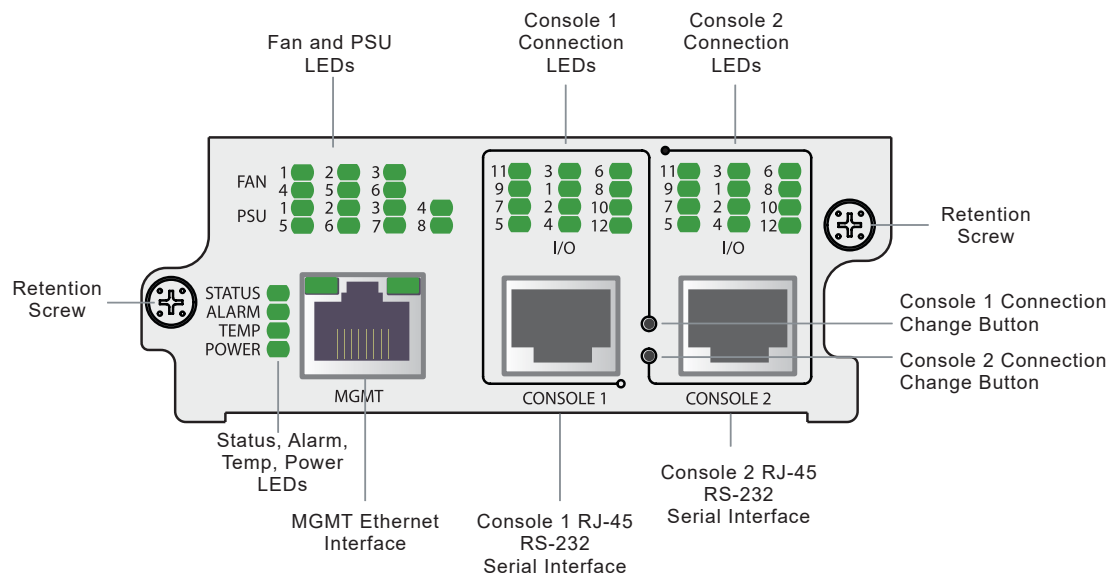 Console 1
Connection
LEDs
Console 2
Connection
LEDs
Fan and PSU
LEDs
FAN 1 2 3
4 5 6
PSU 1 2 3 4
5 6 7 8
11 3 6
9 1 8
7 2 10
5 4 12
I/O
11 3 6
9 1 8
7 2 10
5 4 12
I/O
Retention
Screw
Retention
Screw
STATUS
ALARM
TEMP
POWER
MGMT
CONSOLE 1
CONSOLE 2
Console 1 Connection
Change Button
Console 2 Connection
Change Button
Status, Alarm,
Temp, Power
LEDs
MGMT Ethernet
Interface
Console 1 RJ-45
RS-232
Serial Interface
Console 2 RJ-45
RS-232
Serial Interface